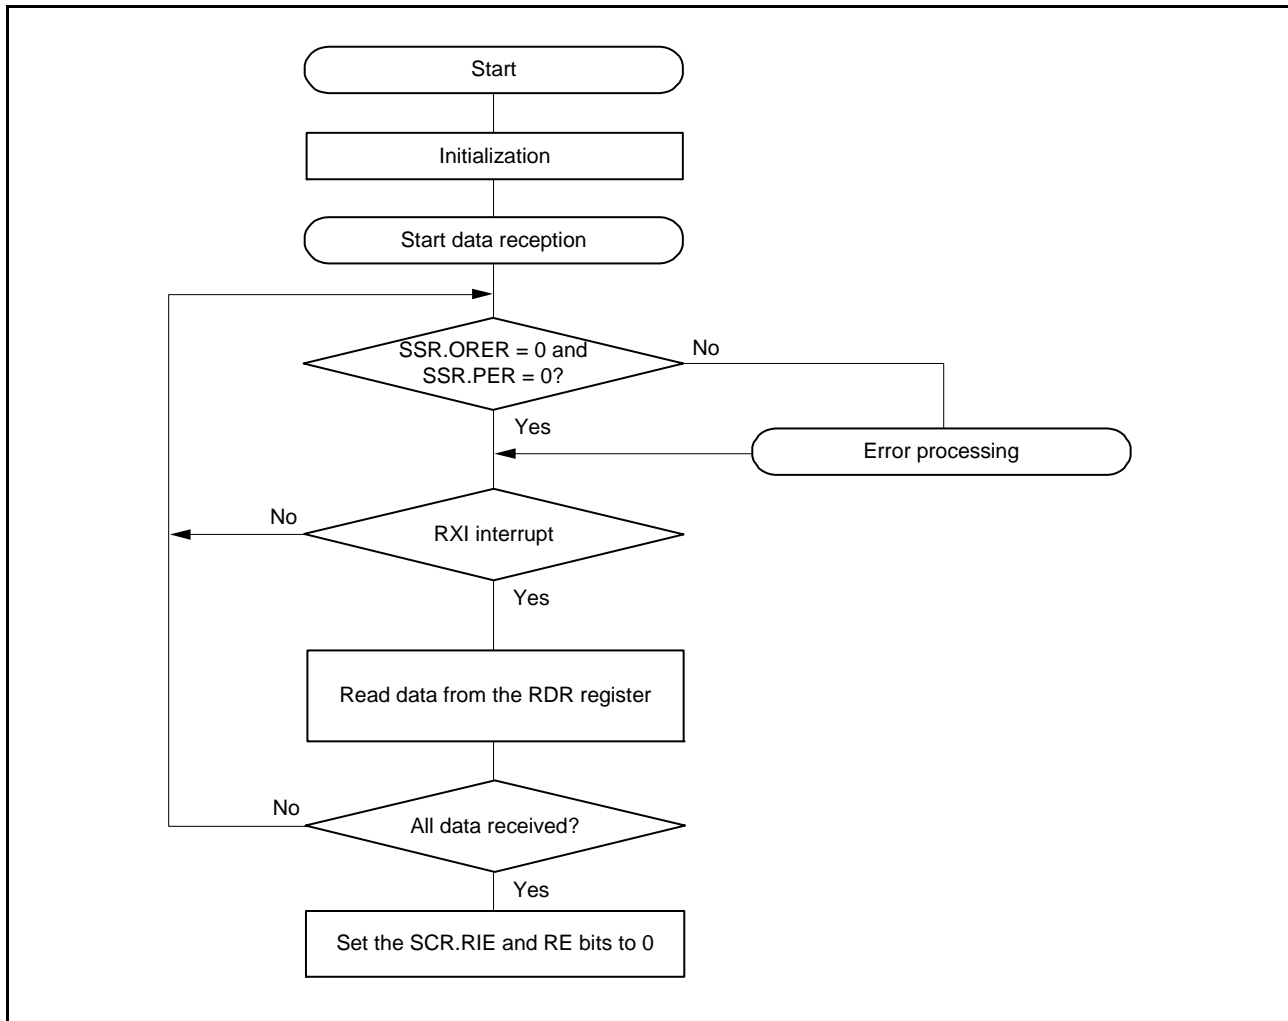 Start
Initialization
Start data reception
SSR.ORER = 0 and
SSR.PER = 0?
No
Yes
Error processing
No
RXI interrupt
Yes
Read data from the RDR register
No
All data received?
Yes
Set the SCR.RIE and RE bits to 0